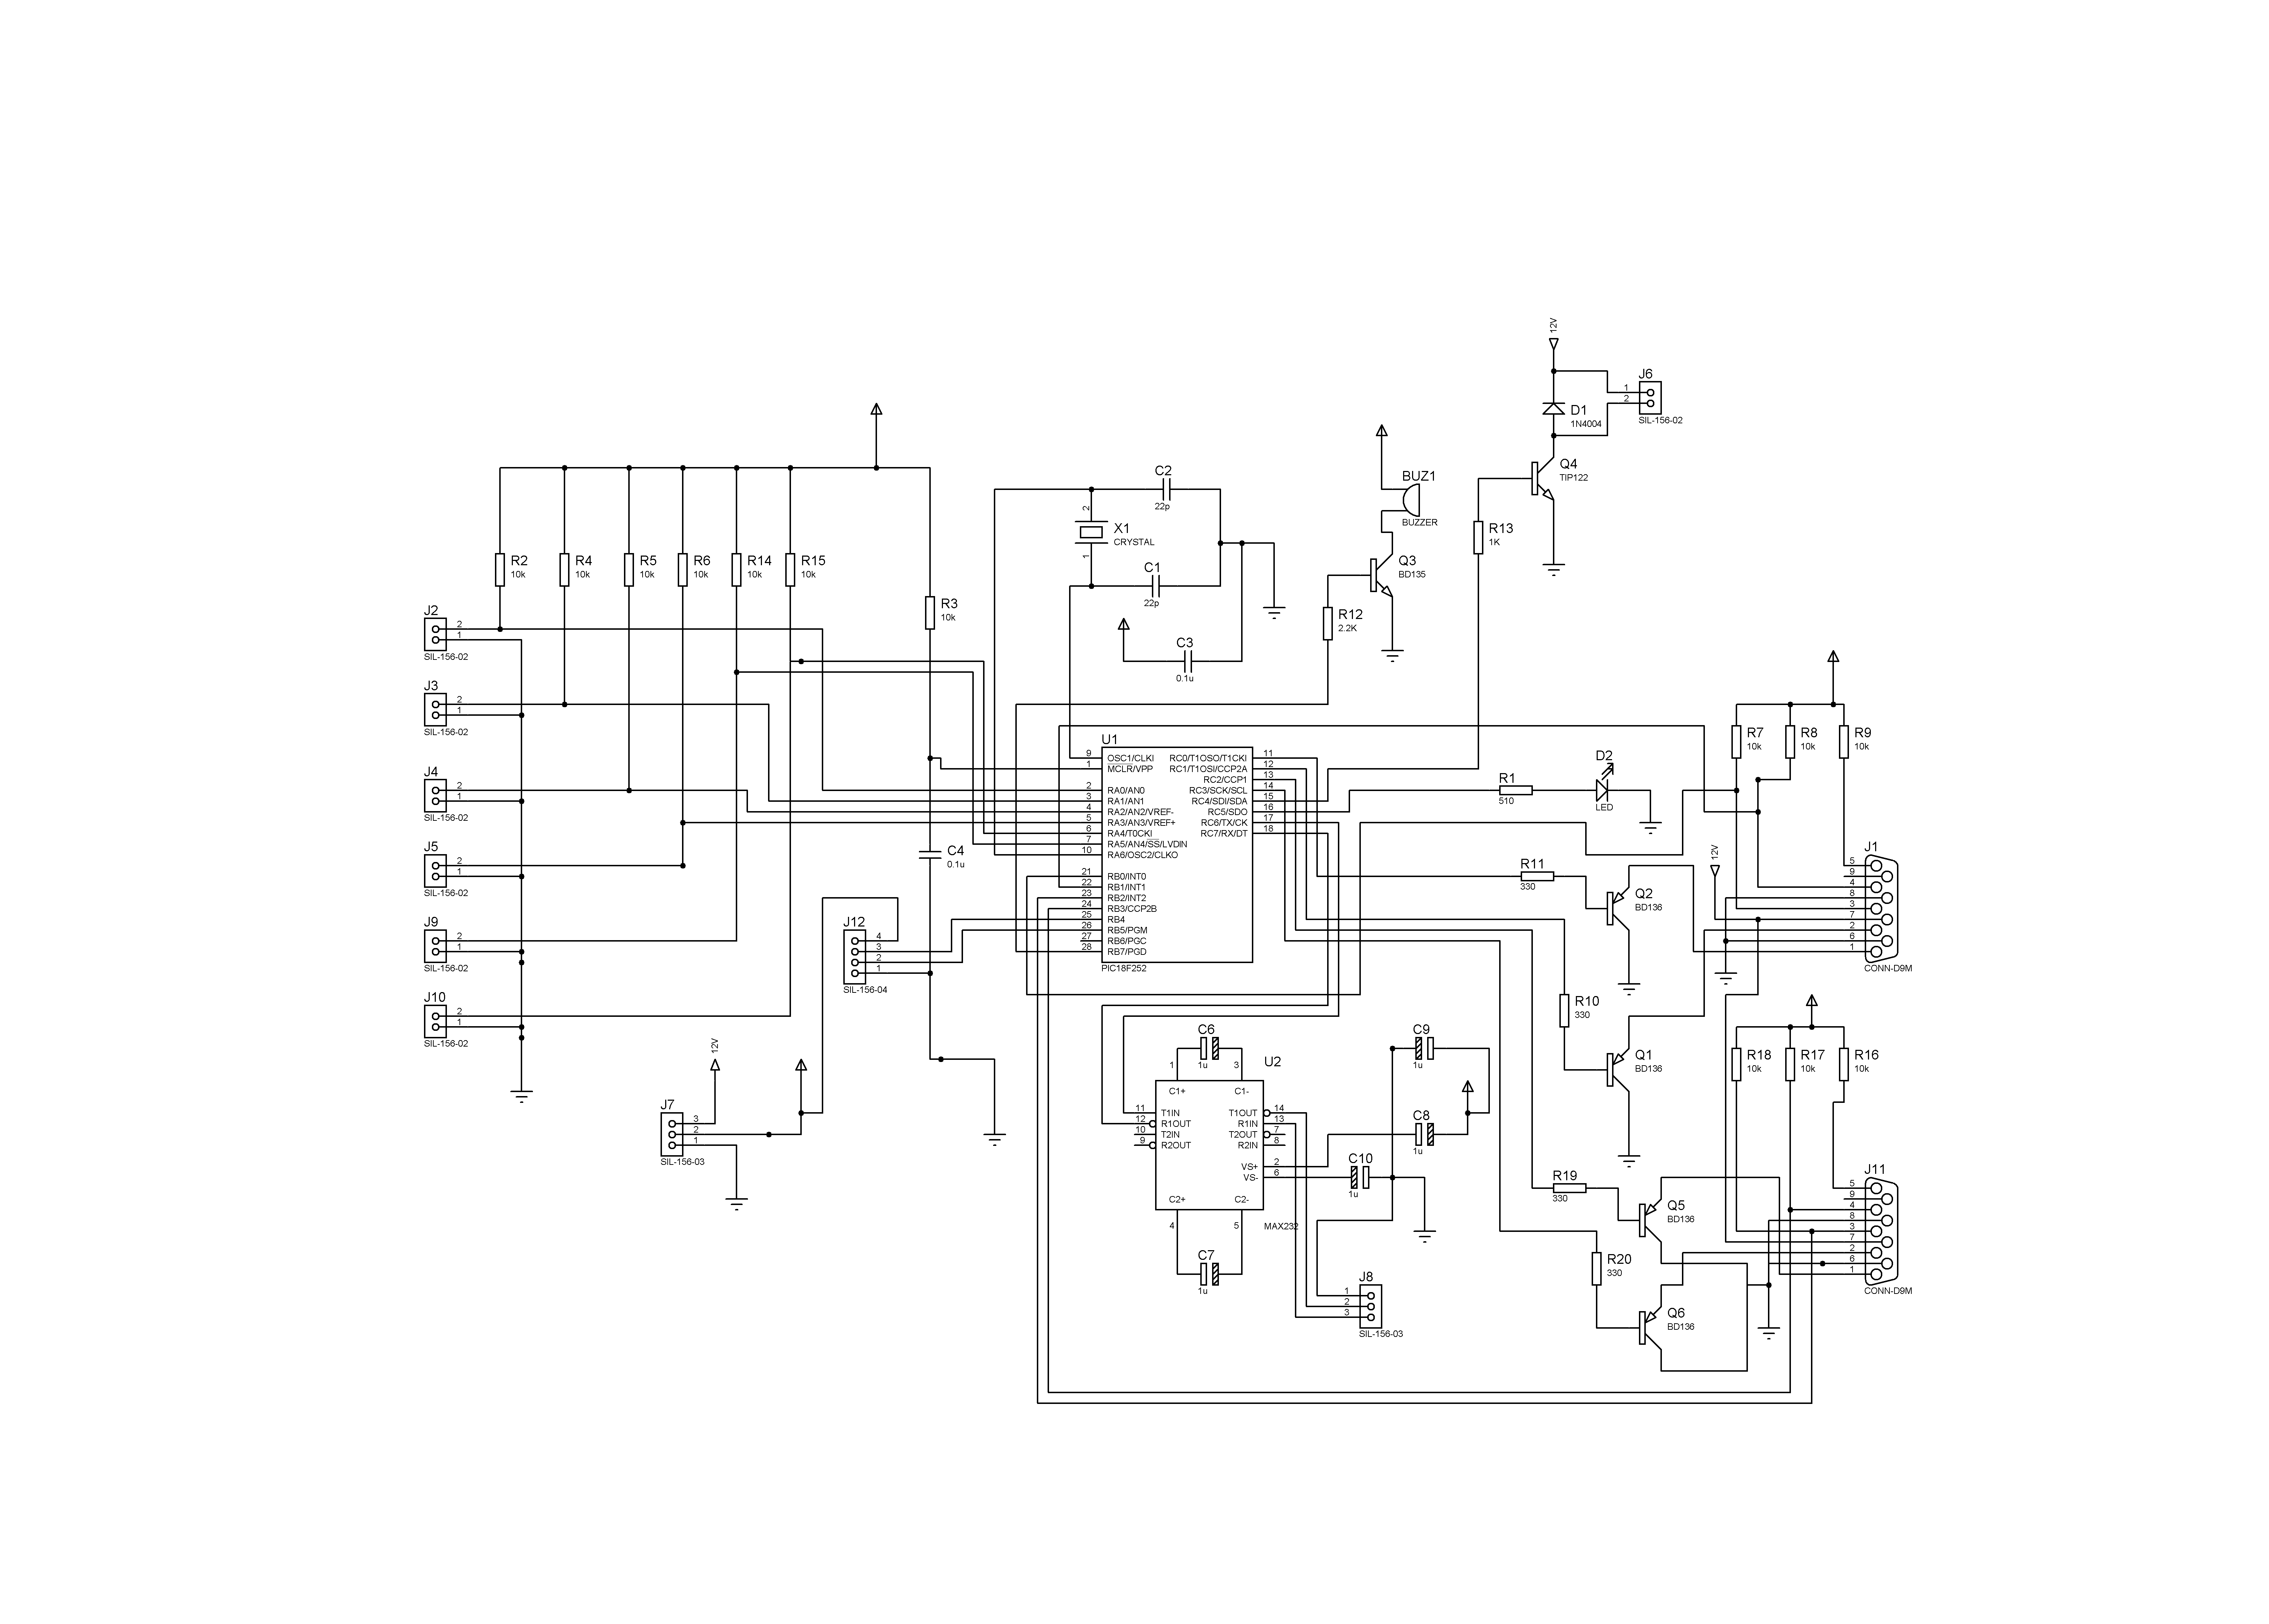 12V
J6
1
2
SIL-156-02
D1
1N4004
Q4
TIP122
R13
1K
BUZ1
BUZZER
Q3
BD135
R12
2.2K
C2
22p
2
X1
CRYSTAL
1
C1
22p
C3
0.1u
R2
10k
R4
10k
R5
10k
R6
10k
R14
10k
R15
10k
R3
10k
J2
2
1
SIL-156-02
J3
2
1
SIL-156-02
J4
2
1
SIL-156-02
J5
2
1
SIL-156-02
J9
2
1
SIL-156-02
J10
2
1
SIL-156-02
C4
0.1u
J12
4
3
2
1
SIL-156-04
12V
J7
3
2
1
SIL-156-03
U1
9 OSC1/CLKI
1 MCLR/VPP
2 RA0/AN0
3 RA1/AN1
4 RA2/AN2/VREF-
5 RA3/AN3/VREF+
6 RA4/T0CKI
7 RA5/AN4/SS/LVDIN
10 RA6/OSC2/CLKO
21 RB0/INT0
22 RB1/INT1
23 RB2/INT2
24 RB3/CCP2B
25 RB4
26 RB5/PGM
27 RB6/PGC
28 RB7/PGD
RC0/T1OSO/T1CKI 11
RC1/T1OSI/CCP2A 12
RC2/CCP1 13
RC3/SCK/SCL 14
RC4/SDI/SDA 15
RC5/SDO 16
RC6/TX/CK 17
RC7/RX/DT 18
PIC18F252
R1
510
D2
LED
R7
10k
R8
10k
R9
10k
12V
J1
5
9
4
8
3
7
2
6
1
CONN-D9M
R11
330
Q2
BD136
R10
330
Q1
BD136
R18
10k
R17
10k
R16
10k
J11
5
9
4
8
3
7
2
6
1
CONN-D9M
R19
330
Q5
BD136
R20
330
Q6
BD136
C6
1u
1
3
U2
C1+
C1-
11 T1IN
12 R1OUT
10 T2IN
9 R2OUT
T1OUT 14
R1IN 13
T2OUT 7
R2IN 8
VS+ 2
VS- 6
C2+
C2-
4
5
MAX232
C7
1u
C9
1u
C8
1u
C10
1u
J8
1
2
3
SIL-156-03